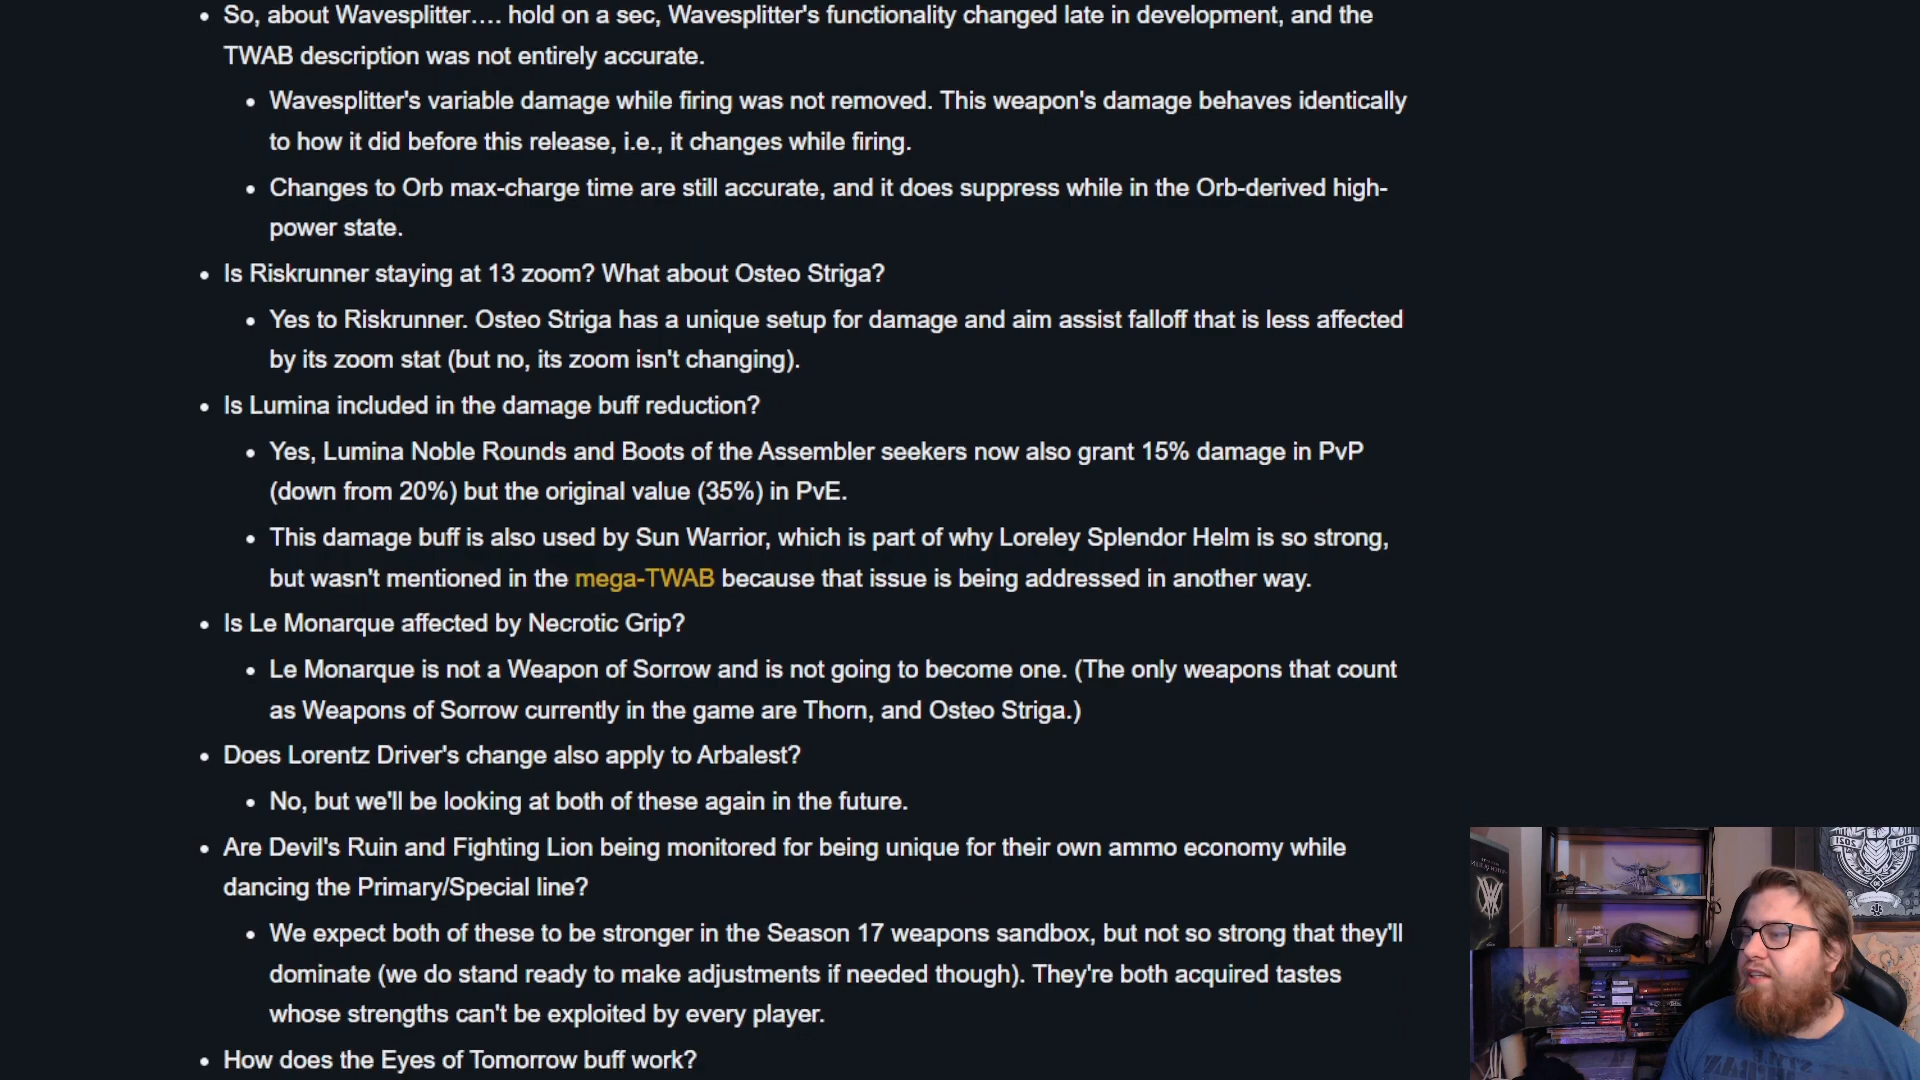 So, about Wavesplitter.... hold on a sec, Wavesplitter's functionality changed late in development, and the
TWAB description was not entirely accurate.
Wavesplitter's variable damage while firing was not removed. This weapon's damage behaves identically
to how it did before this release, i.e., it changes while firing.
Changes to Orb max-charge time are still accurate, and it does suppress while in the Orb-derived high-
power state.
Is Riskrunner staying at 13 zoom? What about Osteo Striga?
Yes to Riskrunner. Osteo Striga has a unique setup for damage and aim assist falloff that is less affected
by its zoom stat (but no, its zoom isn't changing).
Is Lumina included in the damage buff reduction?
Yes, Lumina Noble Rounds and Boots of the Assembler seekers now also grant 15% damage in PvP
(down from 20%) but the original value (35%) in PvE.
This damage buff is also used by Sun Warrior, which is part of why Loreley Splendor Helm is so strong,
but wasn't mentioned in the mega-TWAB because that issue is being addressed in another way.
Is Le Monarque affected by Necrotic Grip?
Le Monarque is not a Weapon of Sorrow and is not going to become one. (The only weapons that count
as Weapons of Sorrow currently in the game are Thorn, and Osteo Striga.)
Does Lorentz Driver's change also apply to Arbalest?
No, but we'll be looking at both of these again in the future.
Are Devil's Ruin and Fighting Lion being monitored for being unique for their own ammo economy while
dancing the Primary/Special line?
We expect both of these to be stronger in the Season 17 weapons sandbox, but not so strong that they'll
dominate (we do stand ready to make adjustments if needed though). They're both acquired tastes
whose strengths can't be exploited by every player.
How does the Eyes of Tomorrow buff work?